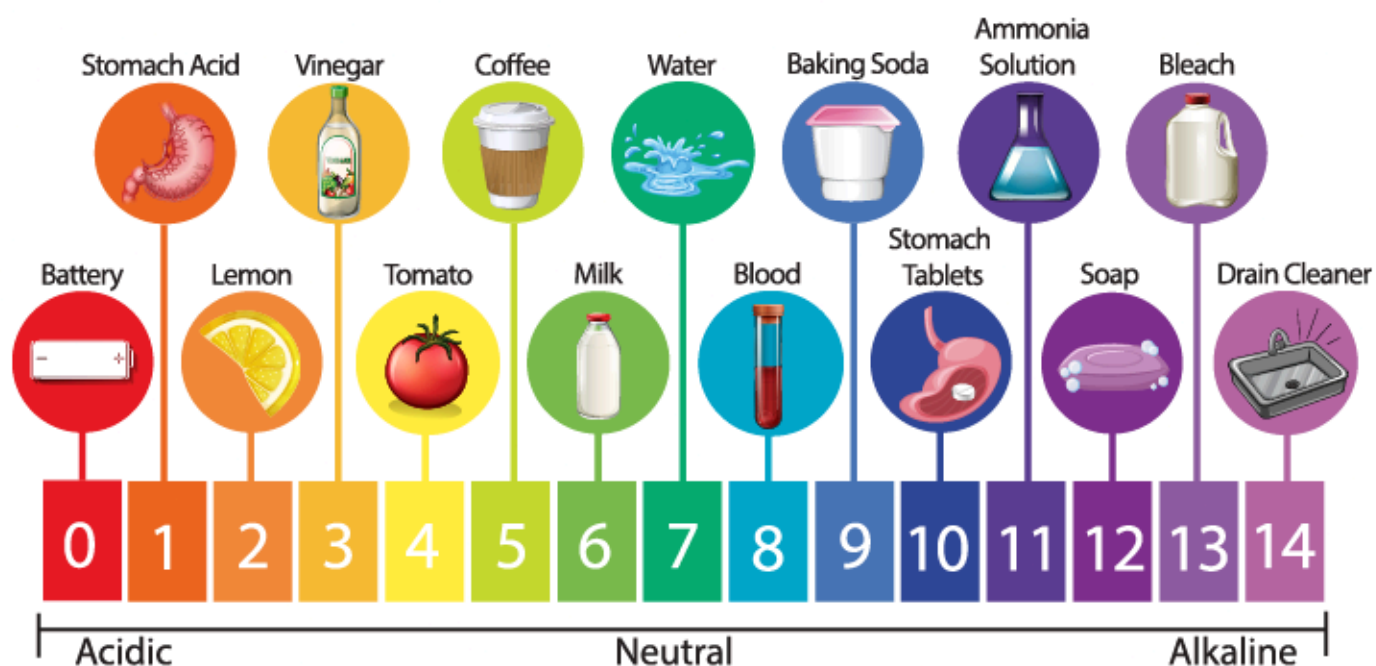 Stomach Acid
Vinegar
Coffee
Water
Baking Soda
Ammonia
Solution
Bleach
Battery
Lemon
Tomato
Milk
Blood
Stomach
Tablets
Soap
Drain Cleaner
0 1 2 3 4 5 6 7 8 9 10 11 12 13 14
Acidic Neutral Alkaline